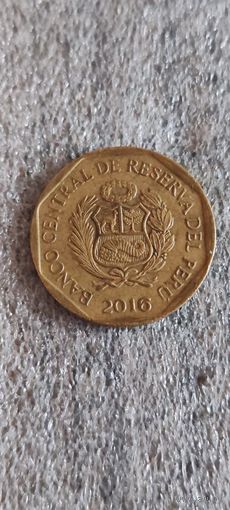 BANCO CENTRAL DE RESERVA DEL PERU
2016